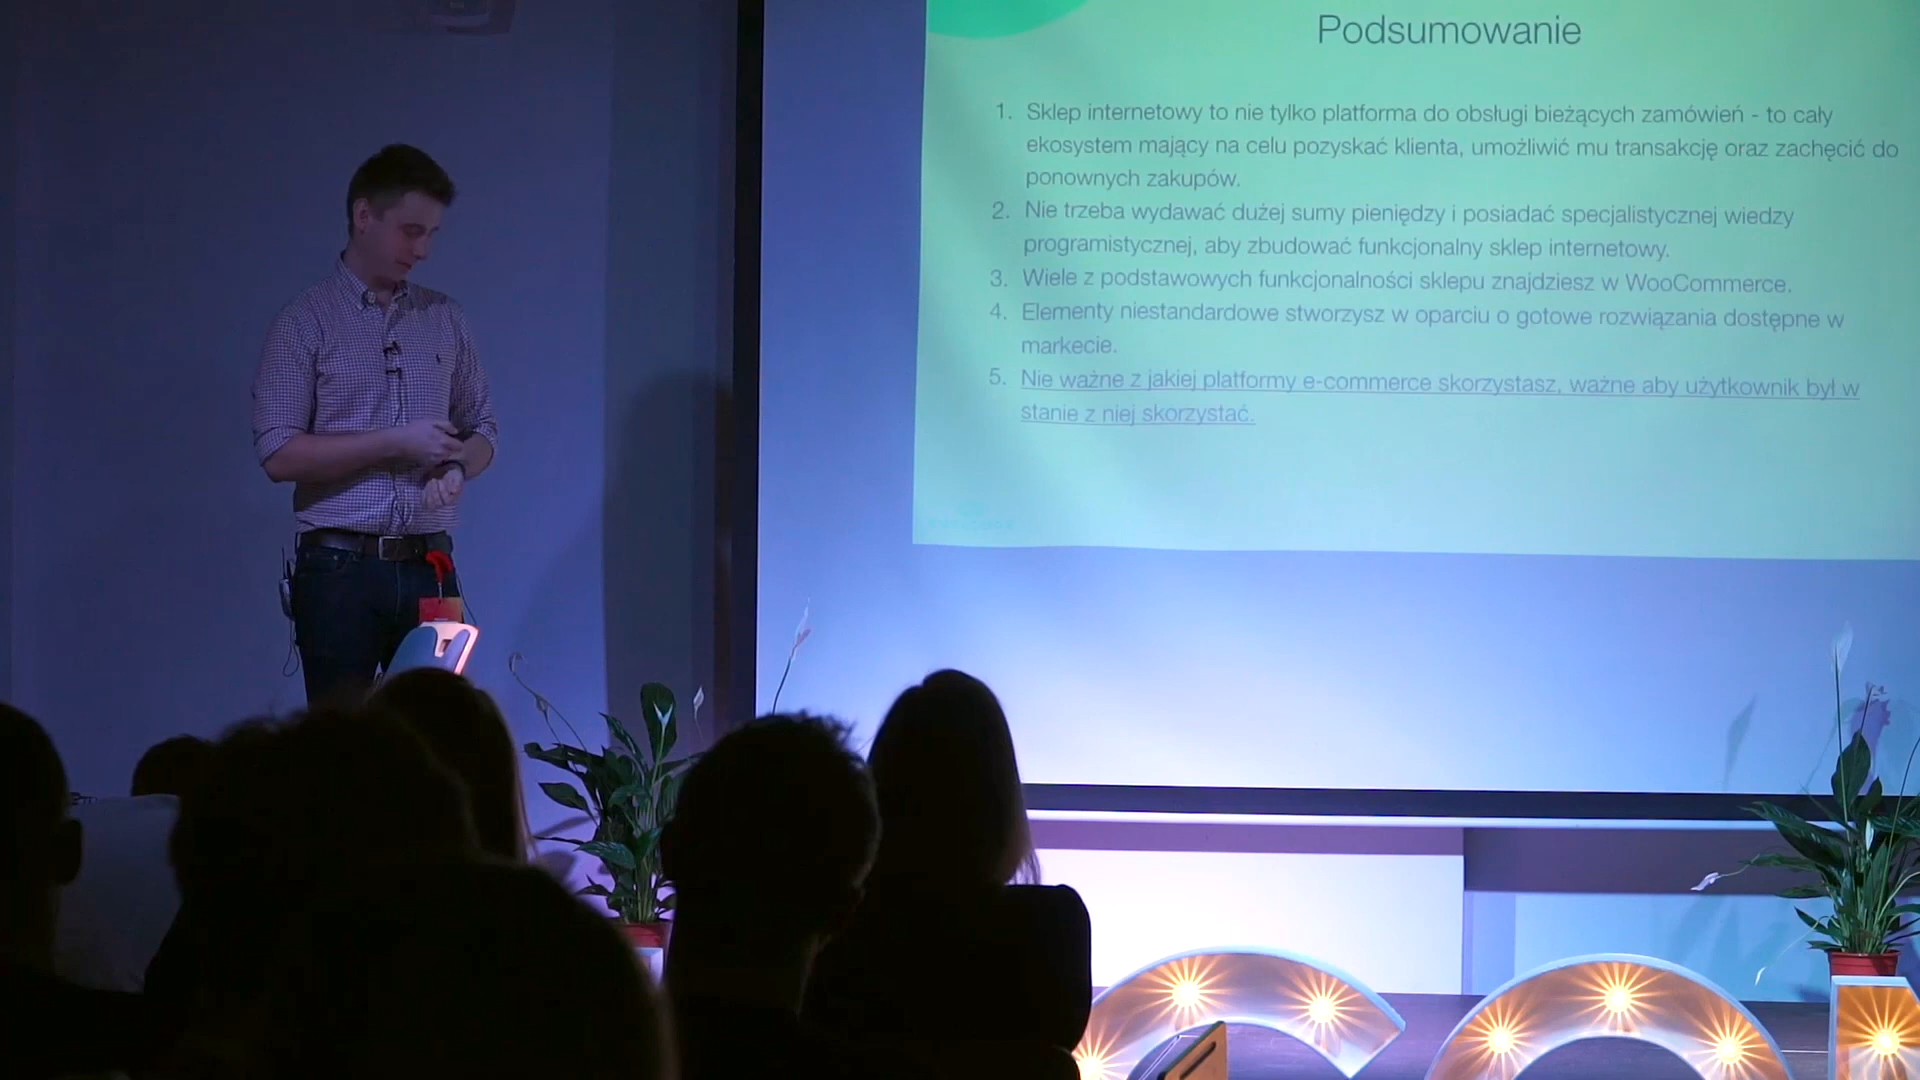 Podsumowanie
1. Sklep internetowy to nie tylko platforma do obsługi bieżących zamówień - to cały
ekosystem mający na celu pozyskać klienta, umożliwić mu transakcję oraz zachęcić do
ponownych zakupów.
2. Nie trzeba wydawać dużej sumy pieniędzy i posiadać specjalistycznej wiedzy
programistycznej, aby zbudować funkcjonalny sklep internetowy.
3. Wiele z podstawowych funkcjonalności sklepu znajdziesz w WooCommerce.
4. Elementy niestandardowe stworzysz w oparciu o gotowe rozwiązania dostępne w
markecie.
5. Nie ważne z jakiej platformy e-commerce skorzystasz, ważne aby użytkownik był w
stanie z niej skorzystać.